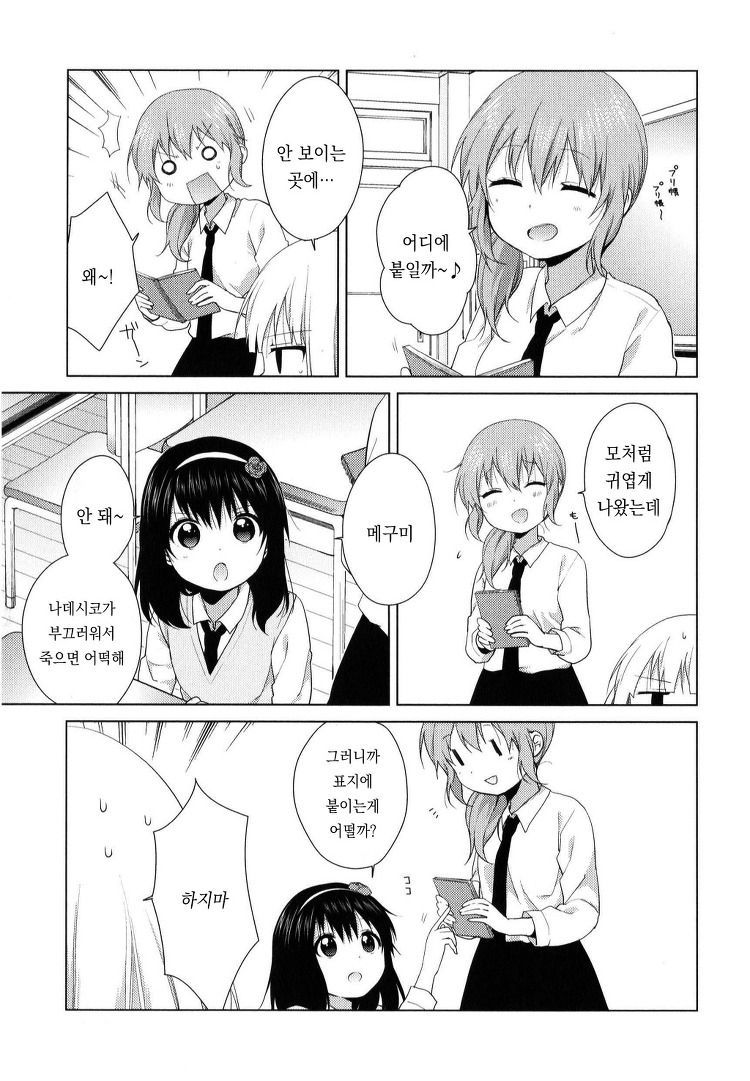 어디에
붙일까~♪
プリ帳
プリ帳~
안 보이는
곳에…
왜~!
ガーン
모처럼
귀엽게
나왔는데
も~
메구미
안 돼~
나데시코가
부끄러워서
죽으면 어떡해
그러니까
표지에
붙이는게
어떨까?
ココ
하지마